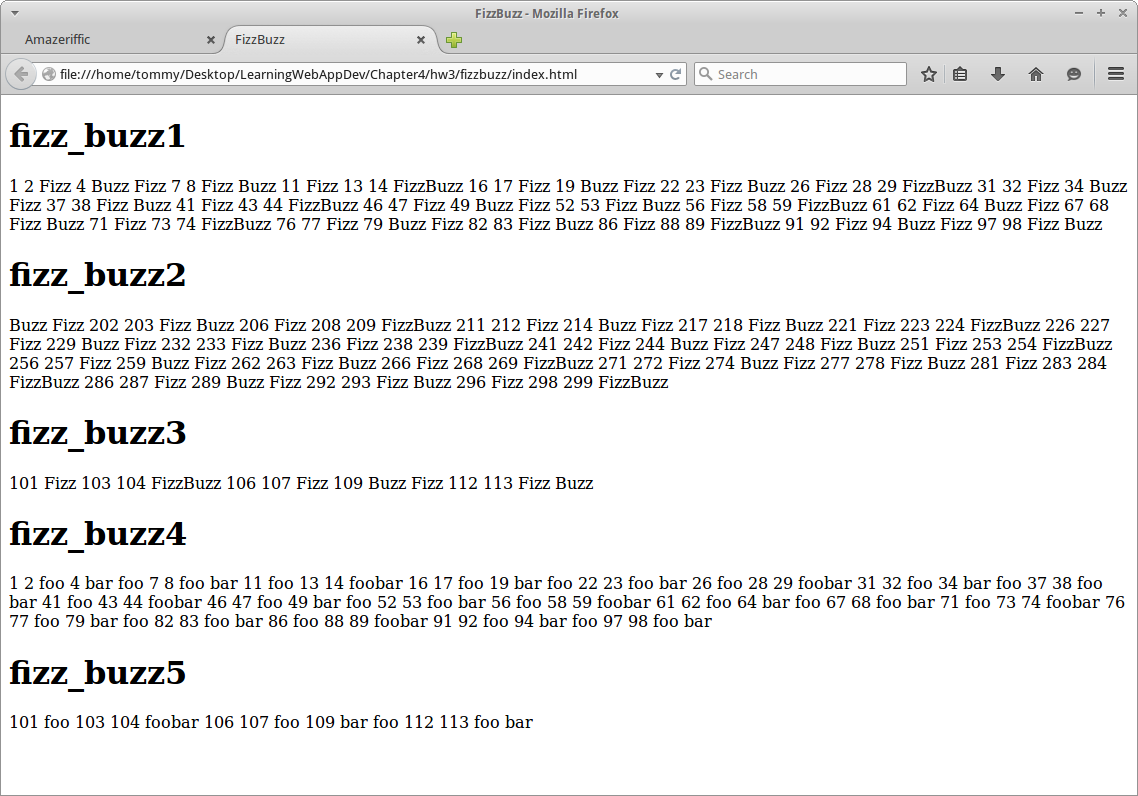 FizzBuzz - Mozilla Firefox
Amazeriffic
FizzBuzz
file:///home/tommy/Desktop/LearningWebAppDev/Chapter4/hw3/fizzbuzz/index.html
Search
fizz_buzz1
1 2 Fizz 4 Buzz Fizz 7 8 Fizz Buzz 11 Fizz 13 14 FizzBuzz 16 17 Fizz 19 Buzz Fizz 22 23 Fizz Buzz 26 Fizz 28 29 FizzBuzz 31 32 Fizz 34 Buzz
Fizz 37 38 Fizz Buzz 41 Fizz 43 44 FizzBuzz 46 47 Fizz 49 Buzz Fizz 52 53 Fizz Buzz 56 Fizz 58 59 FizzBuzz 61 62 Fizz 64 Buzz Fizz 67 68
Fizz Buzz 71 Fizz 73 74 FizzBuzz 76 77 Fizz 79 Buzz Fizz 82 83 Fizz Buzz 86 Fizz 88 89 FizzBuzz 91 92 Fizz 94 Buzz Fizz 97 98 Fizz Buzz
fizz_buzz2
Buzz Fizz 202 203 Fizz Buzz 206 Fizz 208 209 FizzBuzz 211 212 Fizz 214 Buzz Fizz 217 218 Fizz Buzz 221 Fizz 223 224 FizzBuzz 226 227
Fizz 229 Buzz Fizz 232 233 Fizz Buzz 236 Fizz 238 239 FizzBuzz 241 242 Fizz 244 Buzz Fizz 247 248 Fizz Buzz 251 Fizz 253 254 FizzBuzz
256 257 Fizz 259 Buzz Fizz 262 263 Fizz Buzz 266 Fizz 268 269 FizzBuzz 271 272 Fizz 274 Buzz Fizz 277 278 Fizz Buzz 281 Fizz 283 284
FizzBuzz 286 287 Fizz 289 Buzz Fizz 292 293 Fizz Buzz 296 Fizz 298 299 FizzBuzz
fizz_buzz3
101 Fizz 103 104 FizzBuzz 106 107 Fizz 109 Buzz Fizz 112 113 Fizz Buzz
fizz_buzz4
1 2 foo 4 bar foo 7 8 foo bar 11 foo 13 14 foobar 16 17 foo 19 bar foo 22 23 foo bar 26 foo 28 29 foobar 31 32 foo 34 bar foo 37 38 foo
bar 41 foo 43 44 foobar 46 47 foo 49 bar foo 52 53 foo bar 56 foo 58 59 foobar 61 62 foo 64 bar foo 67 68 foo bar 71 foo 73 74 foobar 76
77 foo 79 bar foo 82 83 foo bar 86 foo 88 89 foobar 91 92 foo 94 bar foo 97 98 foo bar
fizz_buzz5
101 foo 103 104 foobar 106 107 foo 109 bar foo 112 113 foo bar